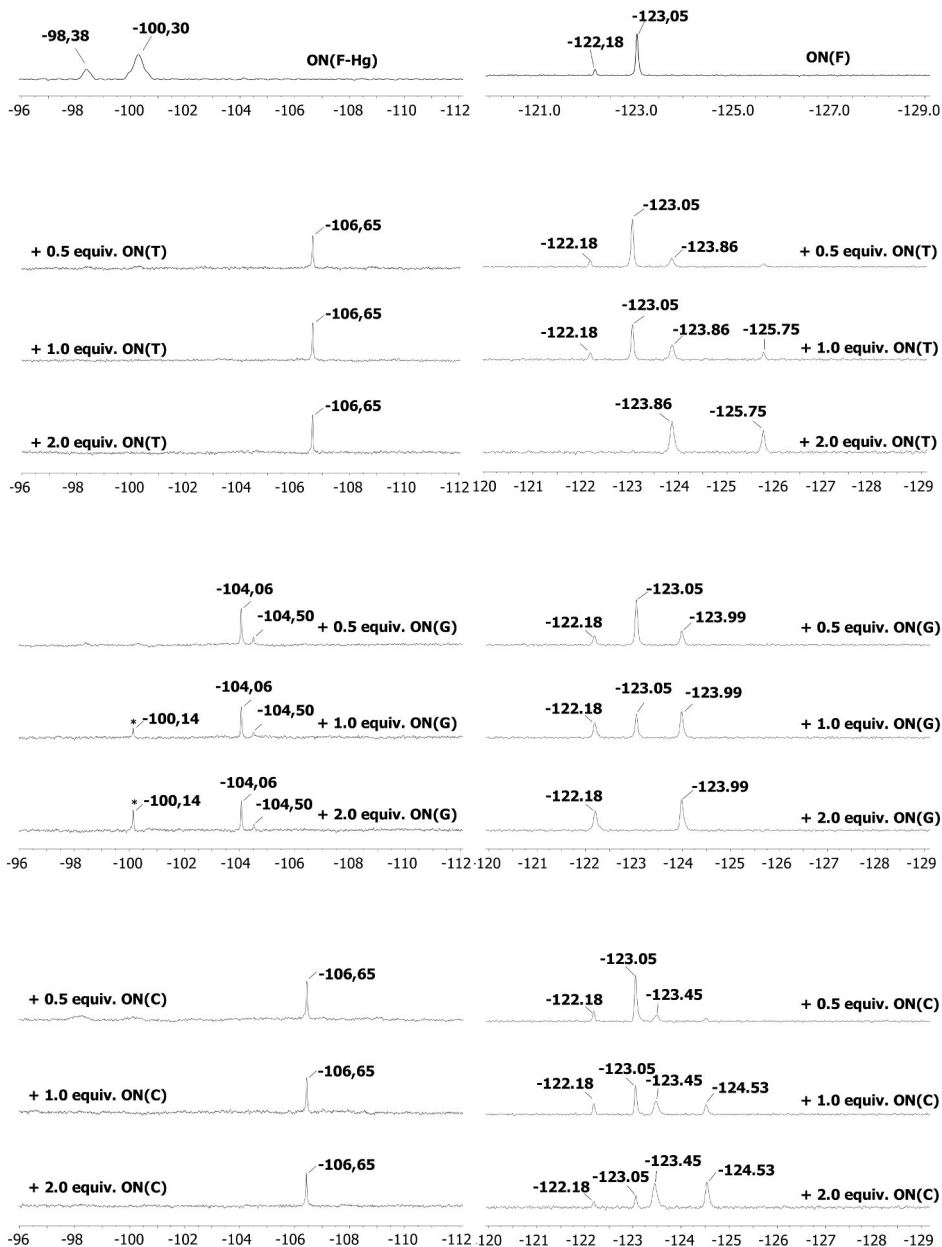 -98,38 -100,30 ON(F-Hg) -122,18 -123,05 ON(F)
-96 -98 -100 -102 -104 -106 -108 -110 -112 -121.0 -123.0 -125.0 -127.0 -129.0
+ 0.5 equiv. ON(T) -106,65 -122.18 -123.05 -123.86 + 0.5 equiv. ON(T)
+ 1.0 equiv. ON(T) -106,65 -122.18 -123.05 -123.86 -125.75 + 1.0 equiv. ON(T)
+ 2.0 equiv. ON(T) -106,65 -123.86 -125.75 + 2.0 equiv. ON(T)
-96 -98 -100 -102 -104 -106 -108 -110 -112 -120 -121 -122 -123 -124 -125 -126 -127 -128 -129
-104,06 -104,50 + 0.5 equiv. ON(G) -122.18 -123.05 -123.99 + 0.5 equiv. ON(G)
* -100,14 -104,06 -104,50 + 1.0 equiv. ON(G) -122.18 -123.05 -123.99 + 1.0 equiv. ON(G)
* -100,14 -104,06 -104,50 + 2.0 equiv. ON(G) -122.18 -123.99 + 2.0 equiv. ON(G)
-96 -98 -100 -102 -104 -106 -108 -110 -112 -120 -121 -122 -123 -124 -125 -126 -127 -128 -129
+ 0.5 equiv. ON(C) -106,65 -122.18 -123.05 -123.45 + 0.5 equiv. ON(C)
+ 1.0 equiv. ON(C) -106,65 -122.18 -123.05 -123.45 -124.53 + 1.0 equiv. ON(C)
+ 2.0 equiv. ON(C) -106,65 -122.18 -123.05 -123.45 -124.53 + 2.0 equiv. ON(C)
-96 -98 -100 -102 -104 -106 -108 -110 -112 -120 -121 -122 -123 -124 -125 -126 -127 -128 -129